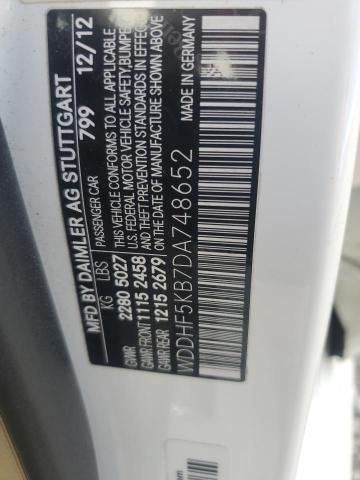 MFD BY DAIMLER AG STUTTGART
PASSENGER CAR 799 12/12
KG LBS
GVWR 2280 5027
GAWR FRONT 1115 2458
GAWR 1215 2679
THIS VEHICLE CONFORMS TO ALL APPLICABLE
U.S. FEDERAL MOTOR VEHICLE SAFETY, BUMPER
AND THEFT PREVENTION STANDARDS IN EFFECT
ON THE DATE OF MANUFACTURE SHOWN ABOVE
WDDHF5KB7DA748652
MADE IN GERMANY